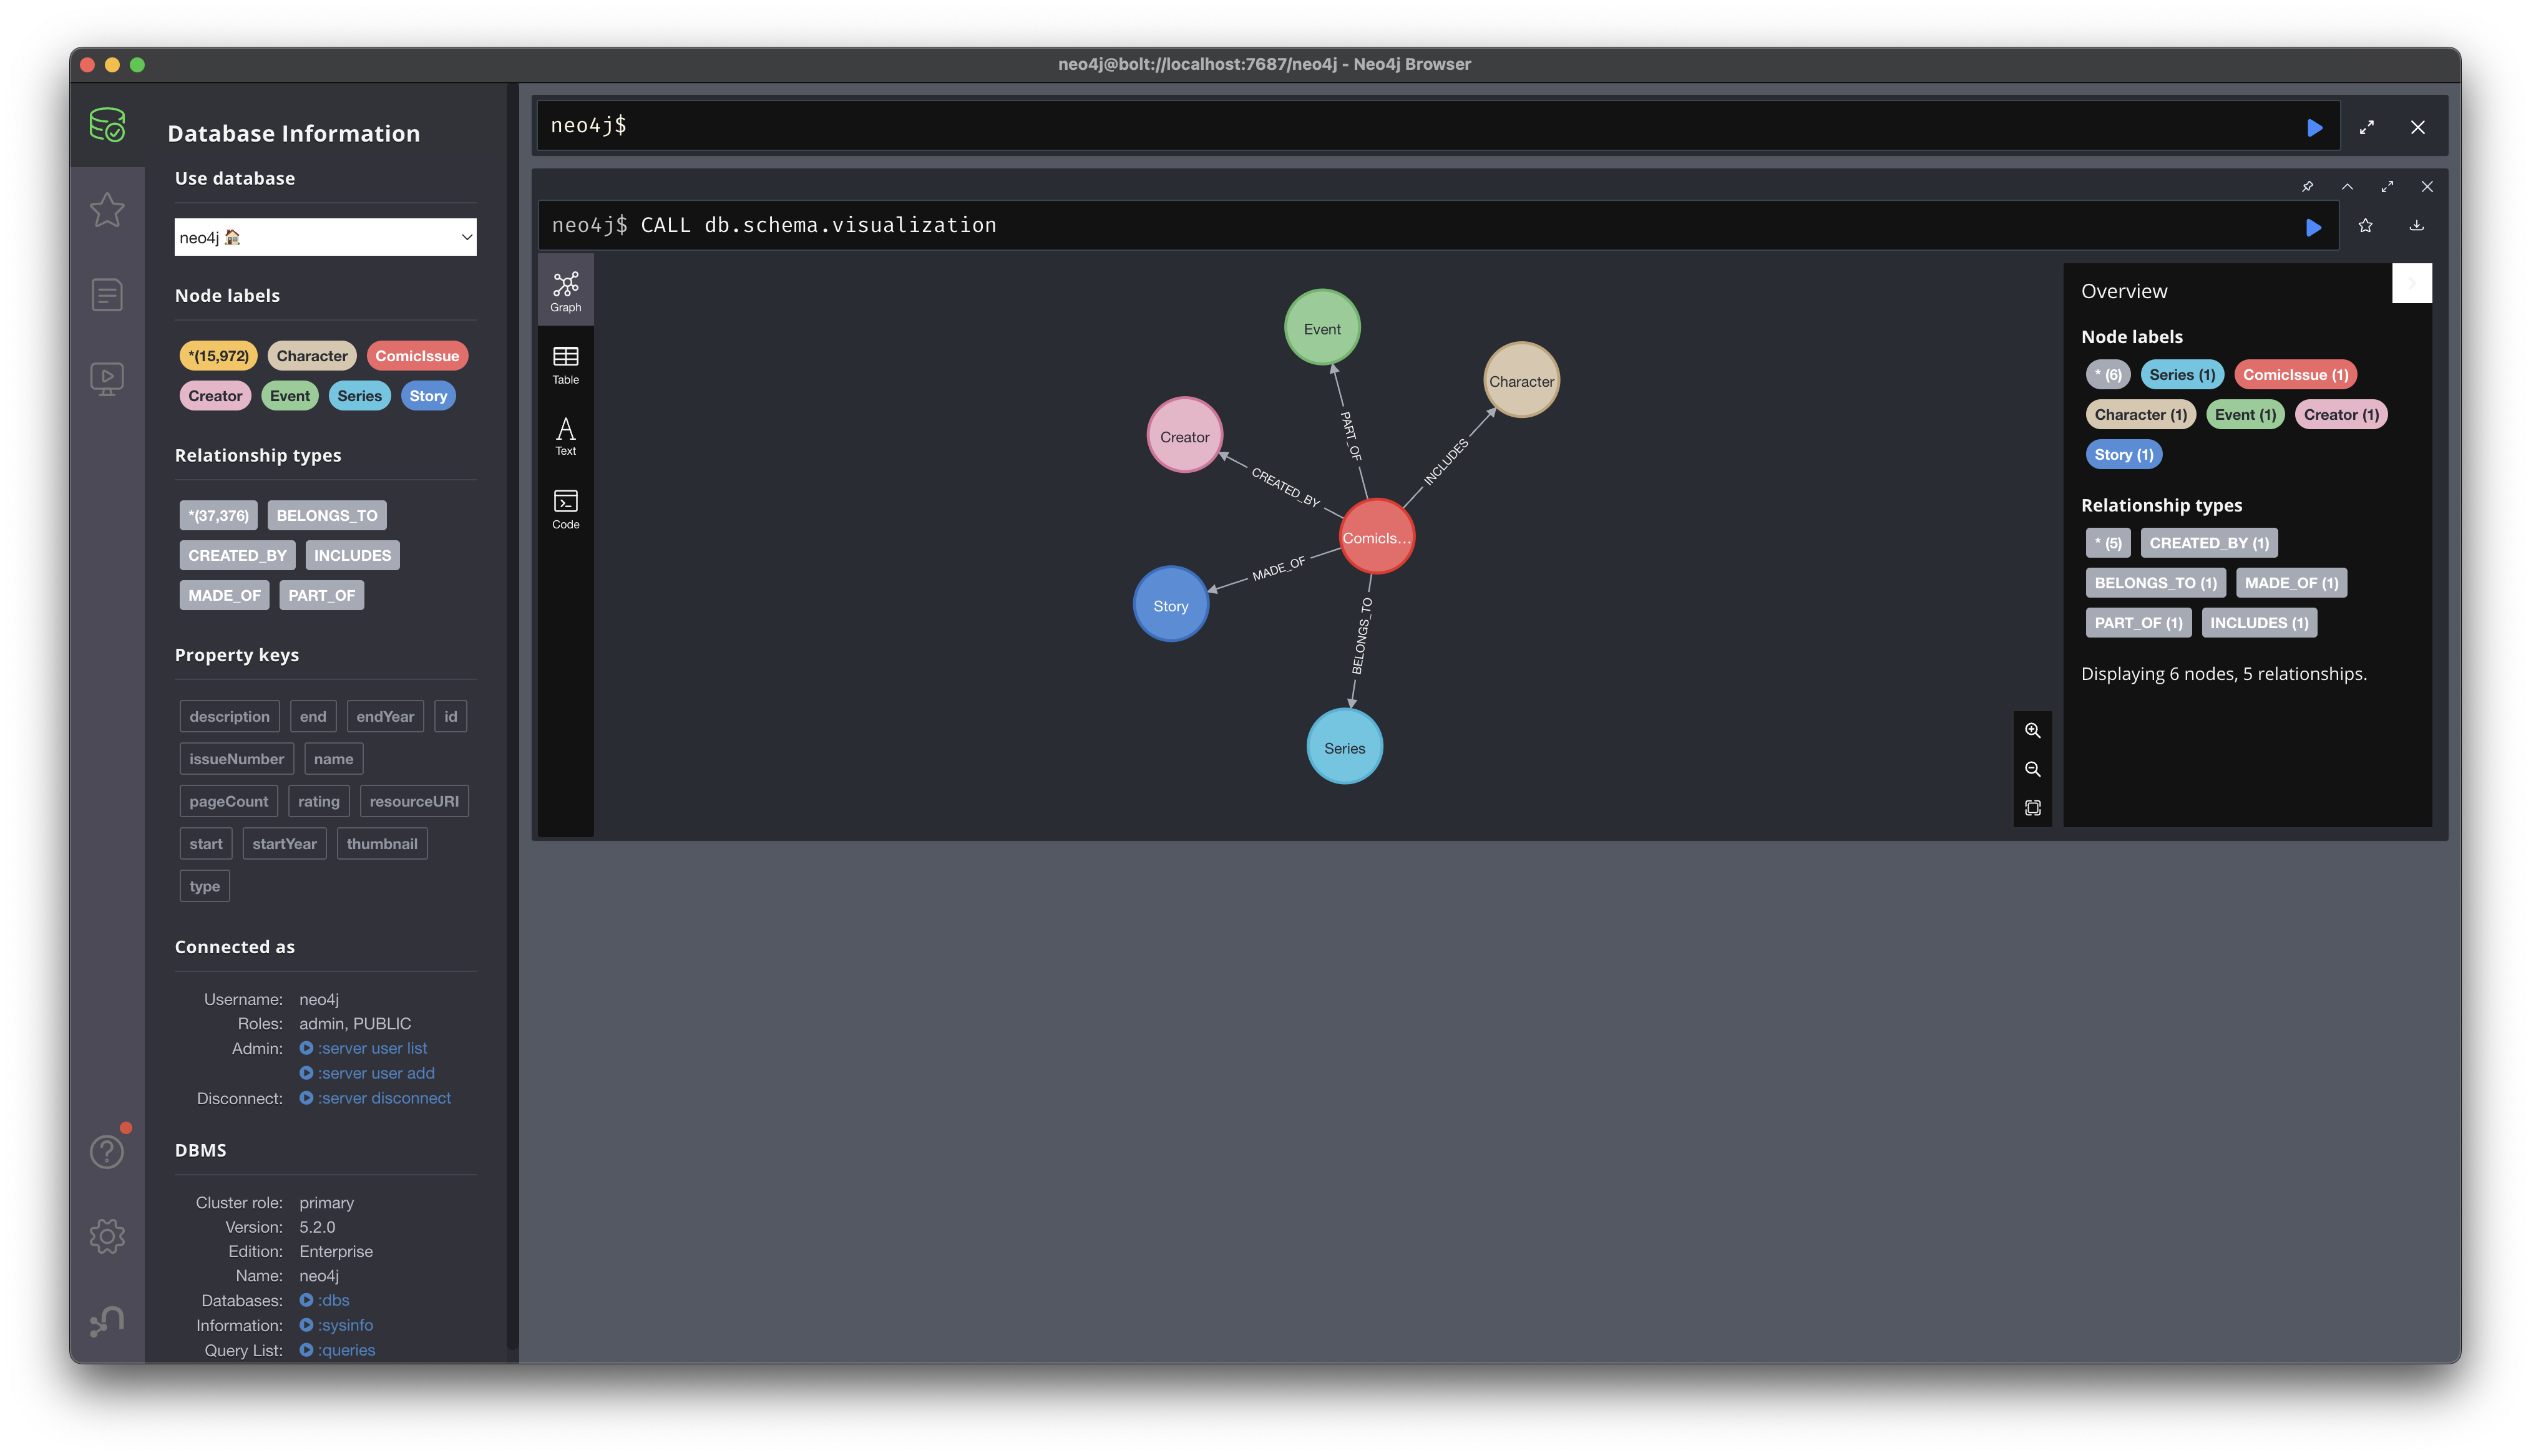 neo4j@bolt://localhost:7687/neo4j - Neo4j Browser
Database Information
Use database
neo4j
Node labels
*(15,972) Character ComicIssue
Creator Event Series Story
Relationship types
*(37,376) BELONGS_TO
CREATED_BY INCLUDES
MADE_OF PART_OF
Property keys
description end endYear id
issueNumber name
pageCount rating resourceURI
start startYear thumbnail
type
Connected as
Username: neo4j
Roles: admin, PUBLIC
Admin: :server user list
:server user add
Disconnect: :server disconnect
DBMS
Cluster role: primary
Version: 5.2.0
Edition: Enterprise
Name: neo4j
Databases: :dbs
Information: :sysinfo
Query List: :queries
neo4j$
neo4j$ CALL db.schema.visualization
Graph
Table
Text
Code
Event
Character
Creator
PART_OF
INCLUDES
CREATED_BY
ComicIs...
MADE_OF
Story
BELONGS_TO
Series
Overview
Node labels
* (6) Series (1) ComicIssue (1)
Character (1) Event (1) Creator (1)
Story (1)
Relationship types
* (5) CREATED_BY (1)
BELONGS_TO (1) MADE_OF (1)
PART_OF (1) INCLUDES (1)
Displaying 6 nodes, 5 relationships.